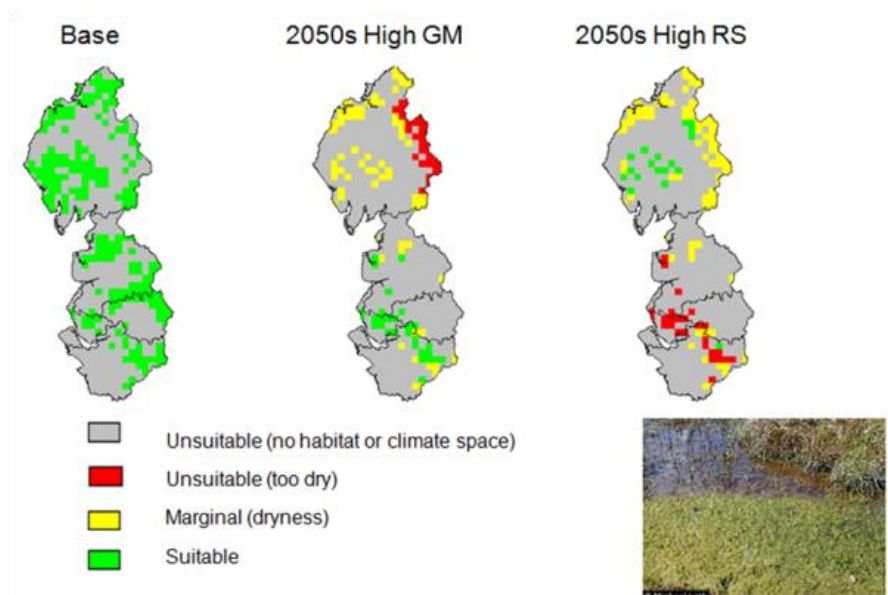 Base
2050s High GM
2050s High RS
Unsuitable (no habitat or climate space)
Unsuitable (too dry)
Marginal (dryness)
Suitable